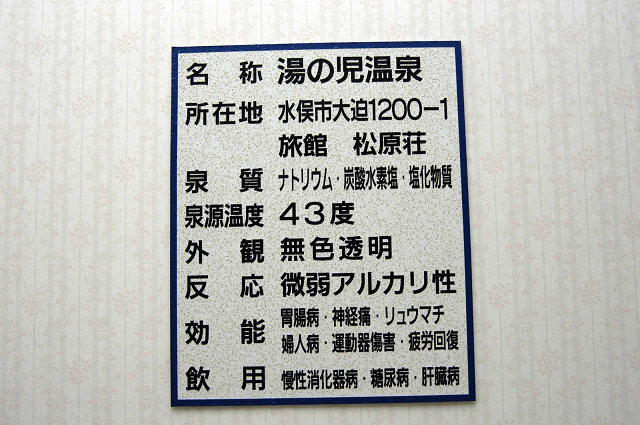 名称 湯の児温泉
所在地 水俣市大迫1200-1
旅館 松原荘
泉質 ナトリウム・炭酸水素塩・塩化物質
泉源温度 43度
外観 無色透明
反応 微弱アルカリ性
効能 胃腸病・神経痛・リュウマチ
婦人病・運動器傷害・疲労回復
飲用 慢性消化器病・糖尿病・肝臓病